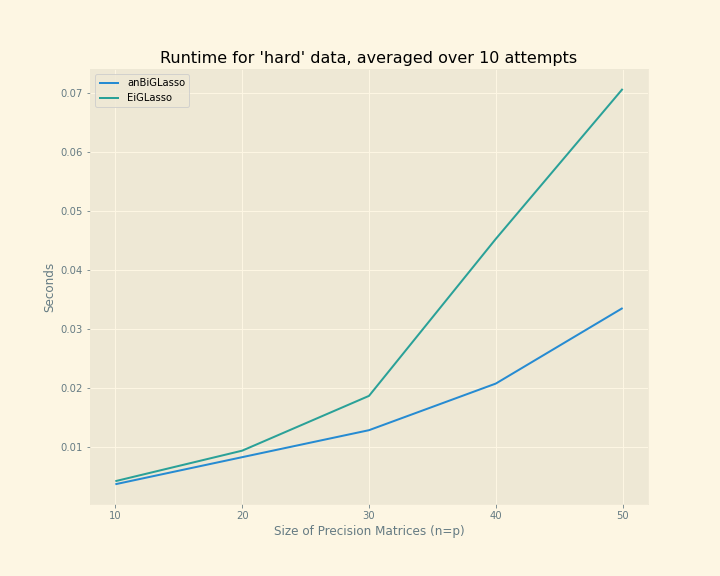 Runtime for 'hard' data, averaged over 10 attempts
anBiGLasso
EiGLasso
0.07
0.06
0.05
0.04
0.03
0.02
0.01
Seconds
10 20 30 40 50
Size of Precision Matrices (n=p)